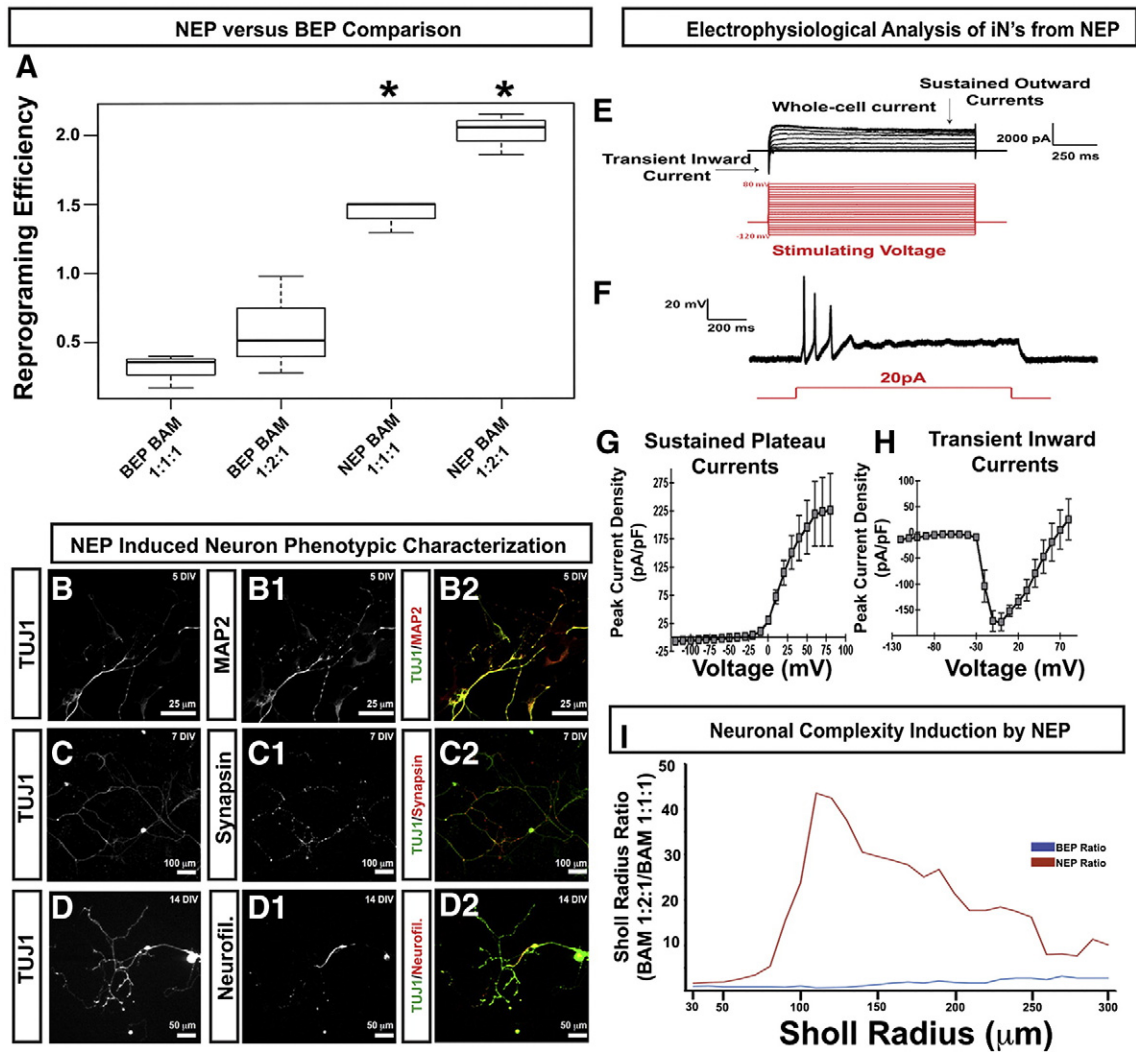 NEP versus BEP Comparison
A
Reprograming Efficiency
2.0
1.5
1.0
0.5
*
*
BEP BAM
1:1:1
BEP BAM
1:2:1
NEP BAM
1:1:1
NEP BAM
1:2:1
Electrophysiological Analysis of iN's from NEP
E
Sustained Outward
Currents
Whole-cell current
2000 pA
250 ms
Transient Inward
Current
80 mV
-120 mV
Stimulating Voltage
F
20 mV
200 ms
20pA
G
Sustained Plateau
Currents
Peak Current Density
(pA/pF)
275
225
175
125
75
25
-25
-100 -75 -50 -25 0 25 50 75 100
Voltage (mV)
H
Transient Inward
Currents
Peak Current Density
(pA/pF)
100
50
0
-50
-100
-150
-130 -80 -30 20 70
Voltage (mV)
NEP Induced Neuron Phenotypic Characterization
TUJ1
B
5 DIV
25 μm
MAP2
B1
5 DIV
25 μm
TUJ1/MAP2
B2
5 DIV
25 μm
TUJ1
C
7 DIV
100 μm
Synapsin
C1
7 DIV
100 μm
TUJ1/Synapsin
C2
7 DIV
100 μm
TUJ1
D
14 DIV
50 μm
Neurofil.
D1
14 DIV
50 μm
TUJ1/Neurofil.
D2
14 DIV
50 μm
I
Neuronal Complexity Induction by NEP
Sholl Radius Ratio
(BAM 1:2:1/BAM 1:1:1)
50
40
30
20
10
BEP Ratio
NEP Ratio
30 50 100 150 200 250 300
Sholl Radius (μm)